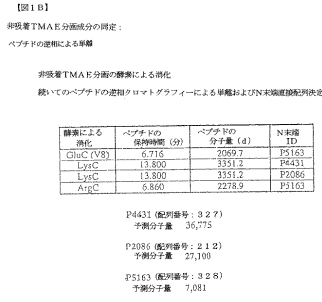 【図1B】
非吸着TMAE分画成分の同定：
ペプチドの逆相による単離
非吸着TMAE分画の酵素による消化
続いてのペプチドの逆相クロマトグラフィーによる単離およびN末端直接配列決定
酵素による 消化 ペプチドの 保持時間（分） ペプチドの 分子量（d） N末端 ID
GluC (V8) 6.716 2069.7 P5163
LysC 13.800 3351.2 P4431
LysC 13.800 3351.2 P2086
ArgC 6.860 2278.9 P5163
P4431 (配列番号：327)
予測分子量 36,775
P2086 (配列番号：212)
予測分子量 27,100
P5163 (配列番号：328)
予測分子量 7,081